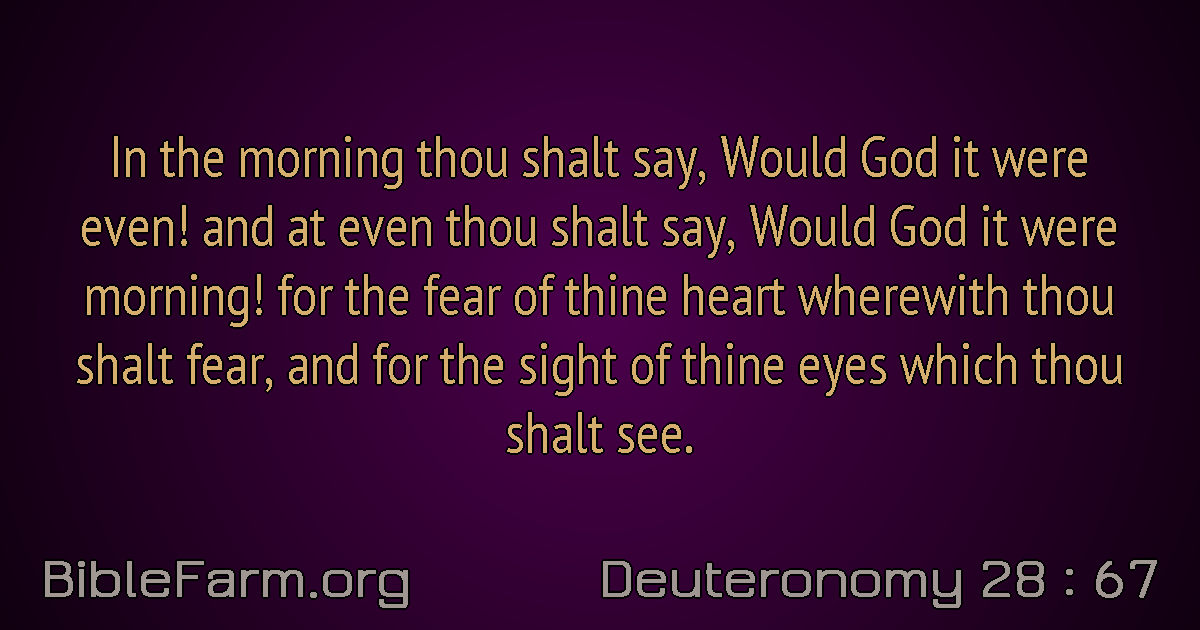 In the morning thou shalt say, Would God it were
even! and at even thou shalt say, Would God it were
morning! for the fear of thine heart wherewith thou
shalt fear, and for the sight of thine eyes which thou
shalt see.
BibleFarm.org
Deuteronomy 28 : 67